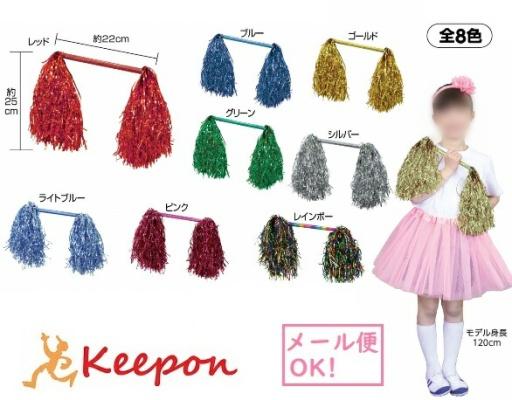 レッド
約22cm
約25cm
ブルー
ゴールド
全8色
グリーン
シルバー
ライトブルー
ピンク
レインボー
モデル身長
120cm
Keepon
メール便
OK!